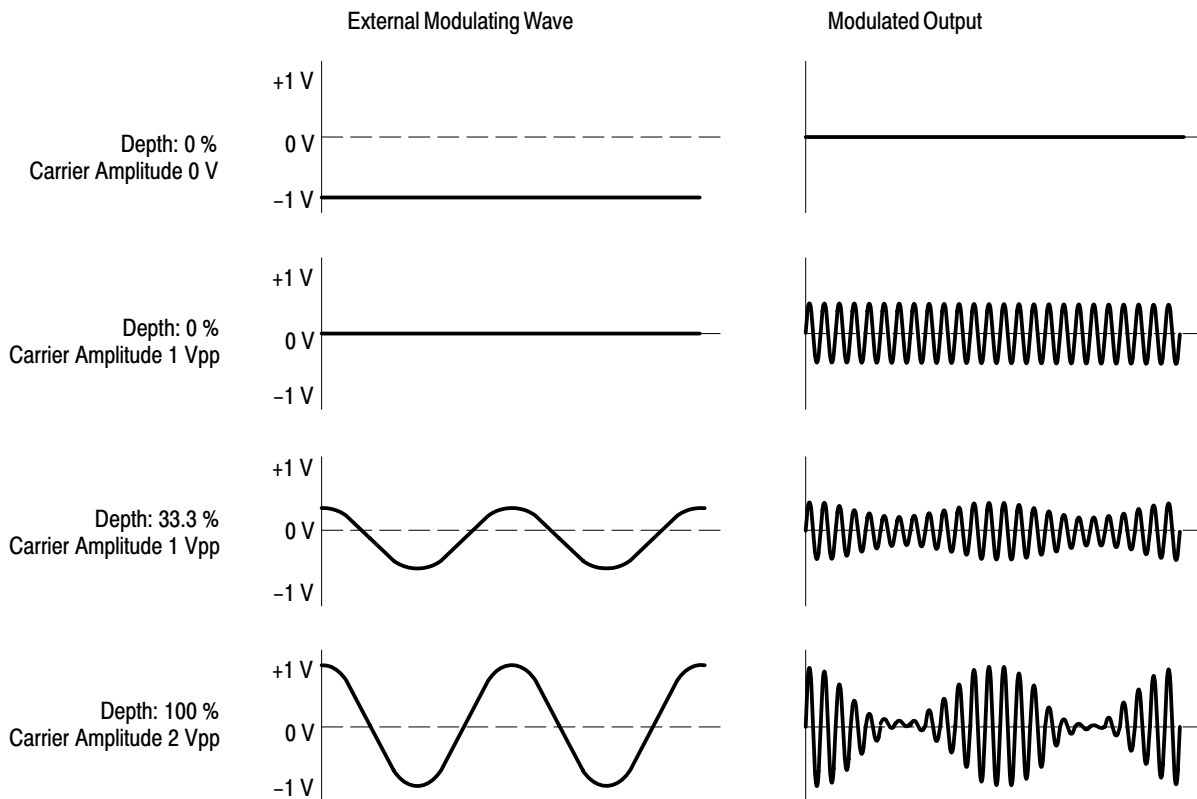 External Modulating Wave
Modulated Output
Depth: 0 %
Carrier Amplitude 0 V
+1 V
0 V
−1 V
Depth: 0 %
Carrier Amplitude 1 Vpp
+1 V
0 V
−1 V
Depth: 33.3 %
Carrier Amplitude 1 Vpp
+1 V
0 V
−1 V
Depth: 100 %
Carrier Amplitude 2 Vpp
+1 V
0 V
−1 V